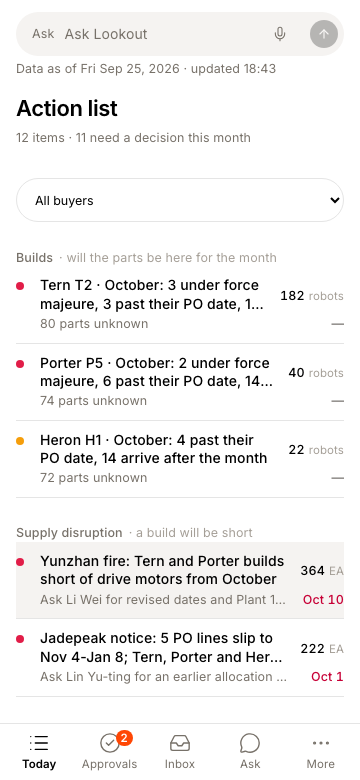 Ask Ask Lookout
Data as of Fri Sep 25, 2026 · updated 18:43
Action list
12 items · 11 need a decision this month
All buyers
Builds · will the parts be here for the month
Tern T2 · October: 3 under force
majeure, 3 past their PO date, 1...
182 robots
80 parts unknown
—
Porter P5 · October: 2 under force
majeure, 6 past their PO date, 14...
40 robots
74 parts unknown
—
Heron H1 · October: 4 past their
PO date, 14 arrive after the month
22 robots
72 parts unknown
—
Supply disruption · a build will be short
Yunzhan fire: Tern and Porter builds
short of drive motors from October
364 EA
Ask Li Wei for revised dates and Plant 1...
Oct 10
Jadepeak notice: 5 PO lines slip to
Nov 4-Jan 8; Tern, Porter and Her...
222 EA
Ask Lin Yu-ting for an earlier allocation ...
Oct 1
2
Today Approvals Inbox Ask More